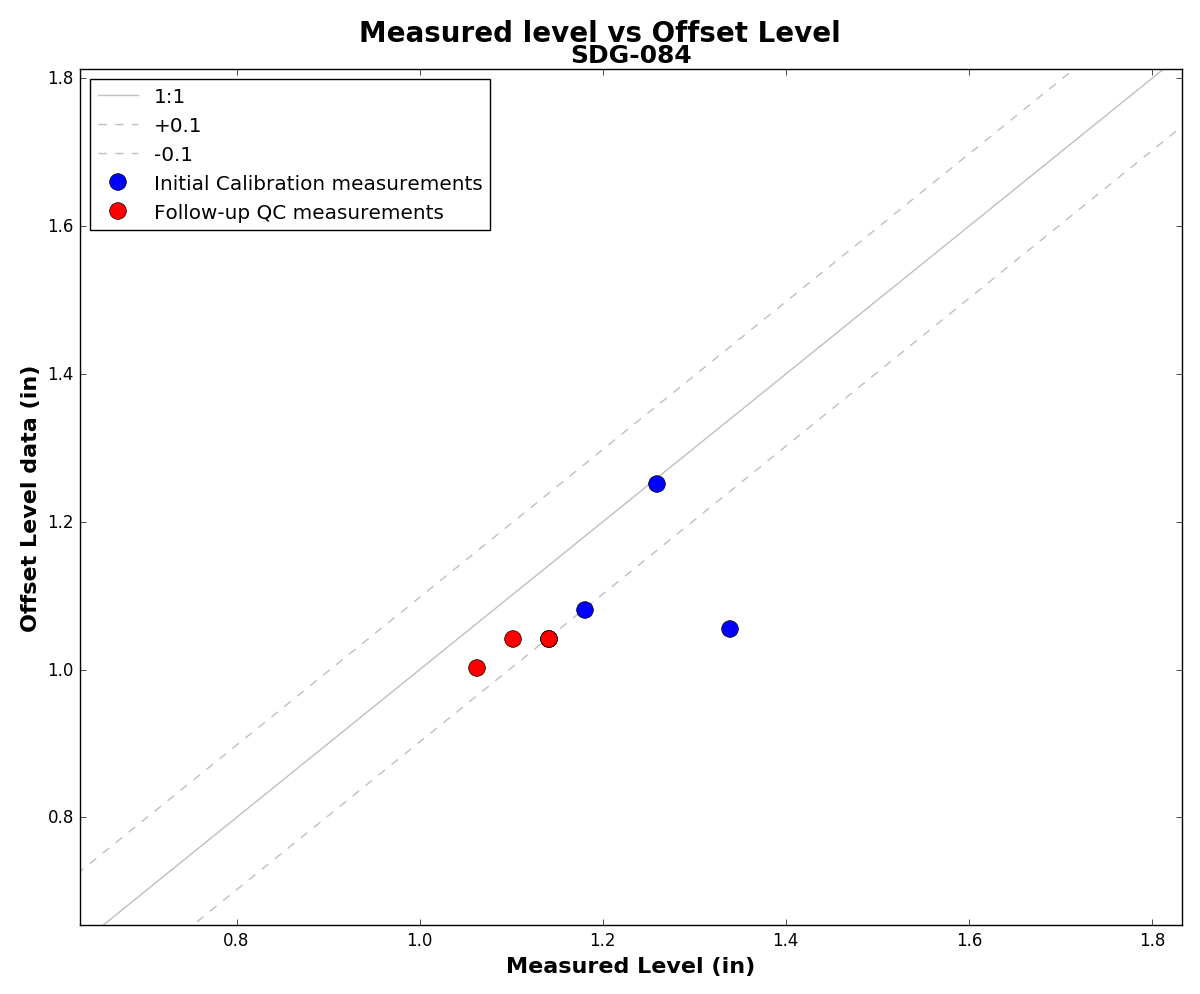 Measured level vs Offset Level
SDG-084
1:1
+0.1
-0.1
Initial Calibration measurements
Follow-up QC measurements
Offset Level data (in)
1.8
1.6
1.4
1.2
1.0
0.8
0.8 1.0 1.2 1.4 1.6 1.8
Measured Level (in)